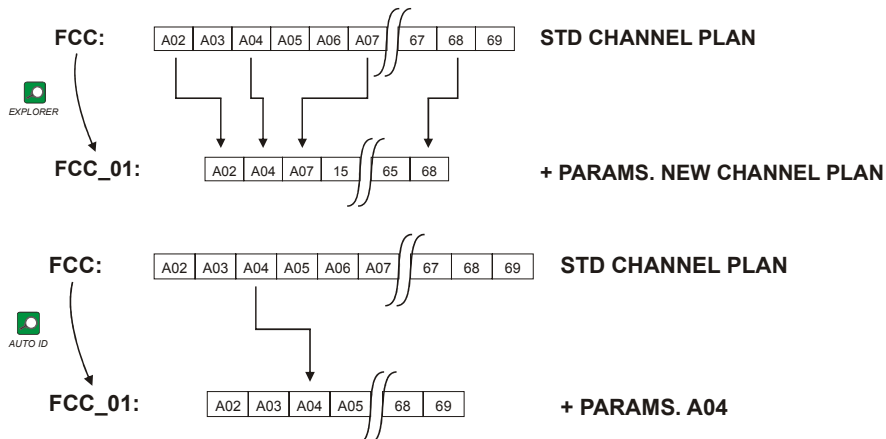 FCC: A02 A03 A04 A05 A06 A07 67 68 69 STD CHANNEL PLAN
EXPLORER
FCC_01: A02 A04 A07 15 65 68 + PARAMS. NEW CHANNEL PLAN
FCC: A02 A03 A04 A05 A06 A07 67 68 69 STD CHANNEL PLAN
AUTO ID
FCC_01: A02 A03 A04 A05 68 69 + PARAMS. A04